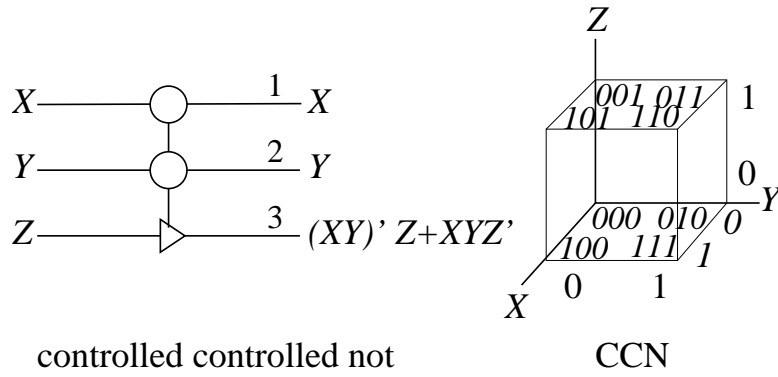 X 1 X
Y 2 Y
Z 3 (XY)' Z+XYZ'
controlled controlled not
Z
001 011 1
101 110
0
Y
000 010 0
100 111 1
0 1
X
CCN